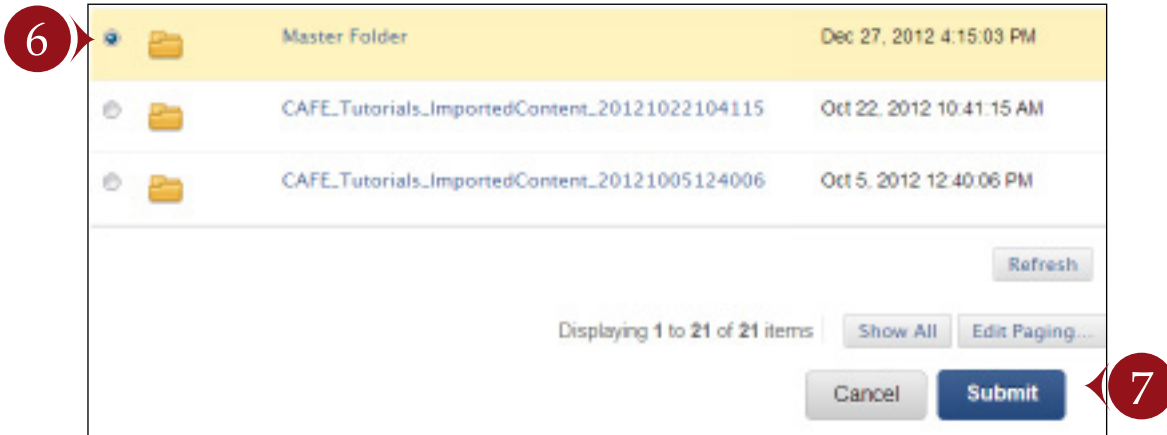 6 Master Folder Dec 27, 2012 4:15:03 PM
CAFE_Tutorials_ImportedContent_20121022104115 Oct 22, 2012 10:41:15 AM
CAFE_Tutorials_ImportedContent_20121005124006 Oct 5, 2012 12:40:06 PM
Refresh
Displaying 1 to 21 of 21 items Show All Edit Paging...
Cancel Submit 7